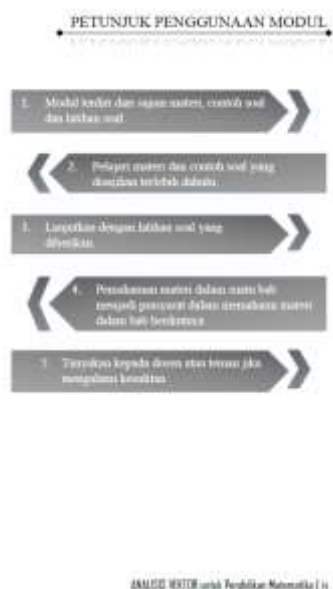 PETUNJUK PENGGUNAAN MODUL
1. Modul terdiri dari sajian materi, contoh soal
dan latihan soal.
2. Pelajari materi dan contoh soal yang
disajikan terlebih dahulu.
3. Lanjutkan dengan latihan soal yang
diberikan.
4. Pemahaman materi dalam suatu bab
menjadi prasyarat dalam memahami materi
dalam bab berikutnya
5. Tanyakan kepada dosen atau teman jika
mengalami kesulitan.
ANALISIS VEKTOR untuk Pendidikan Matematika |